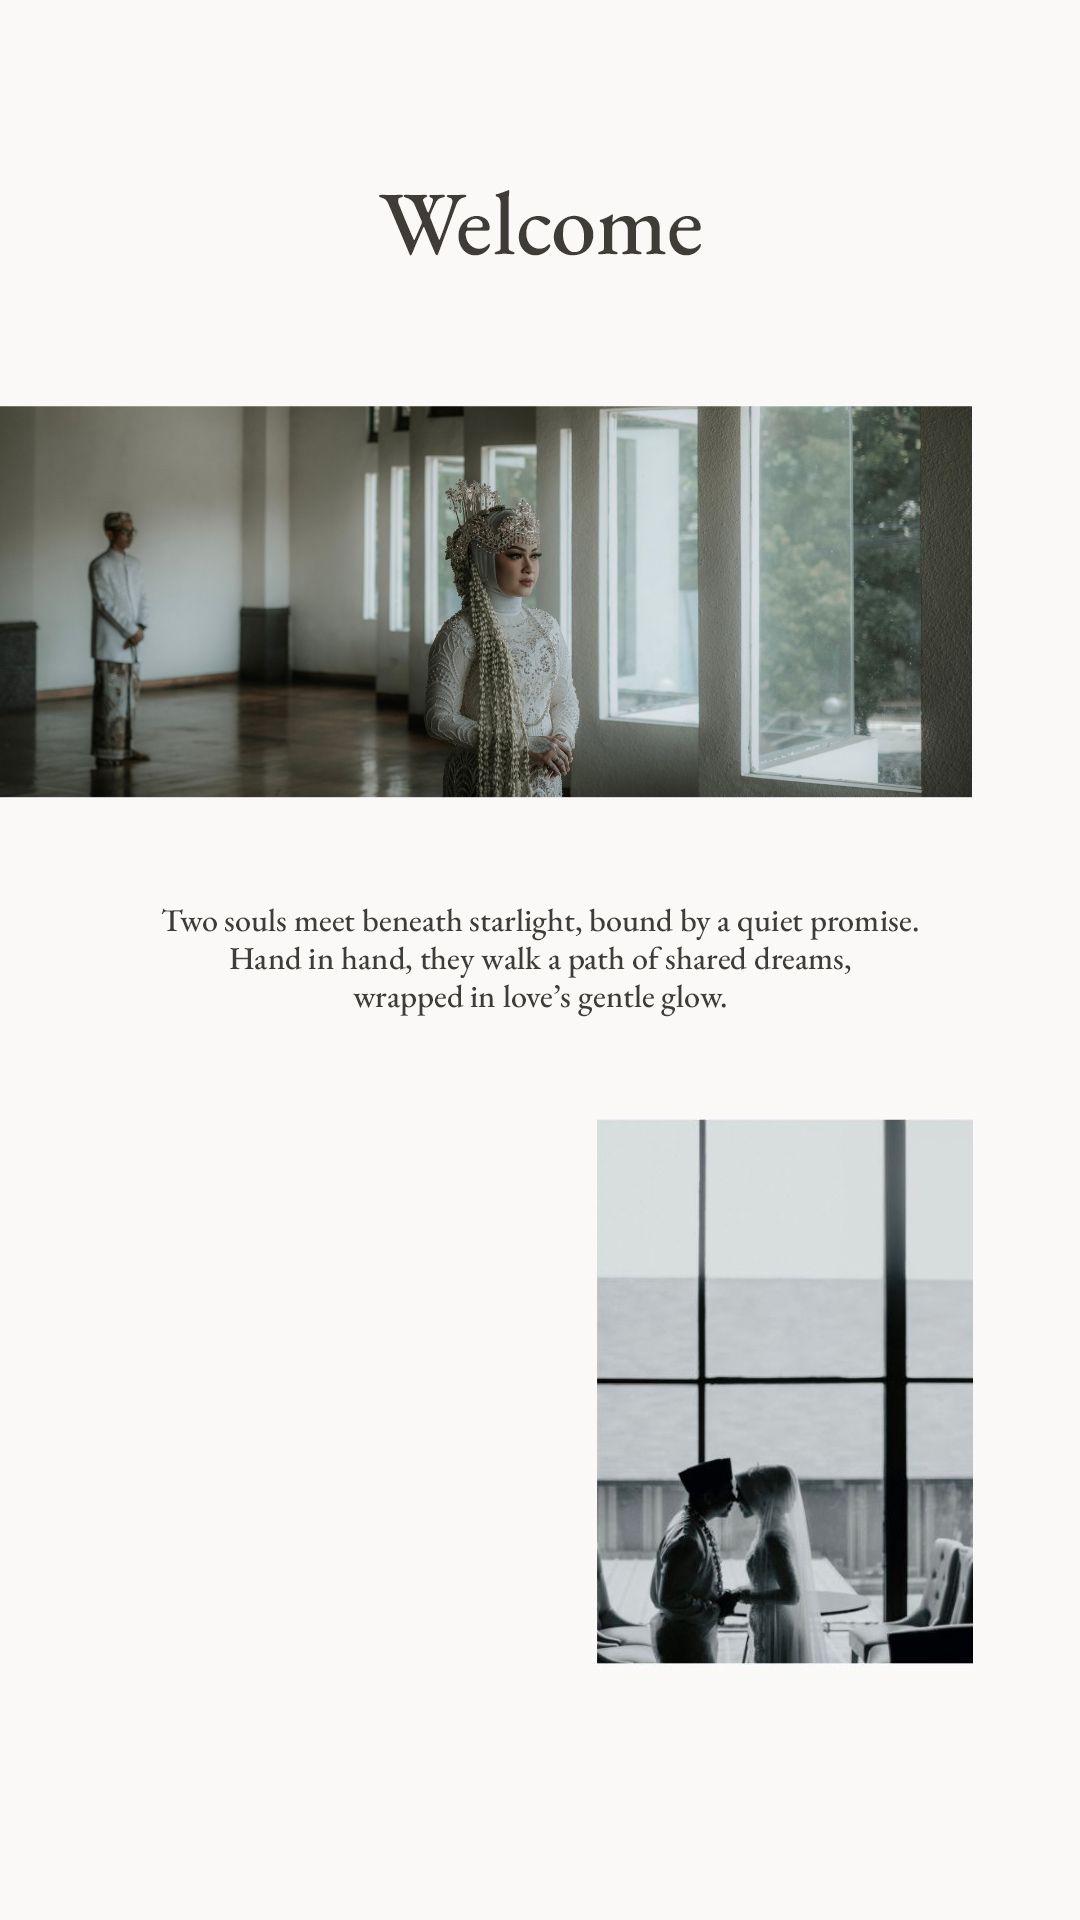 Welcome
Two souls meet beneath starlight, bound by a quiet promise.
Hand in hand, they walk a path of shared dreams,
wrapped in love’s gentle glow.